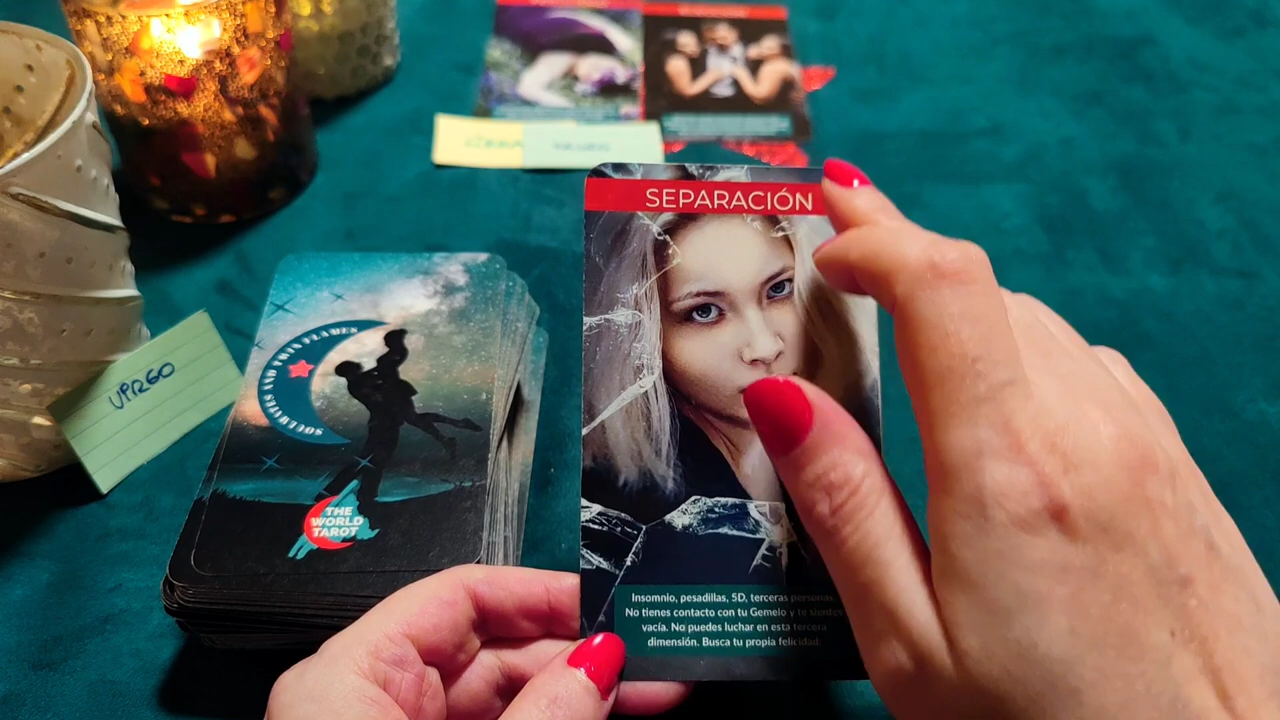 SEPARACIÓN
VIRGO
SOULMATES AND TWIN FLAMES
THE
WORLD
TAROT
Insomnio, pesadillas, 5D, terceras personas.
No tienes contacto con tu Gemelo y te sientes
vacía. No puedes luchar en esta tercera
dimensión. Busca tu propia felicidad.